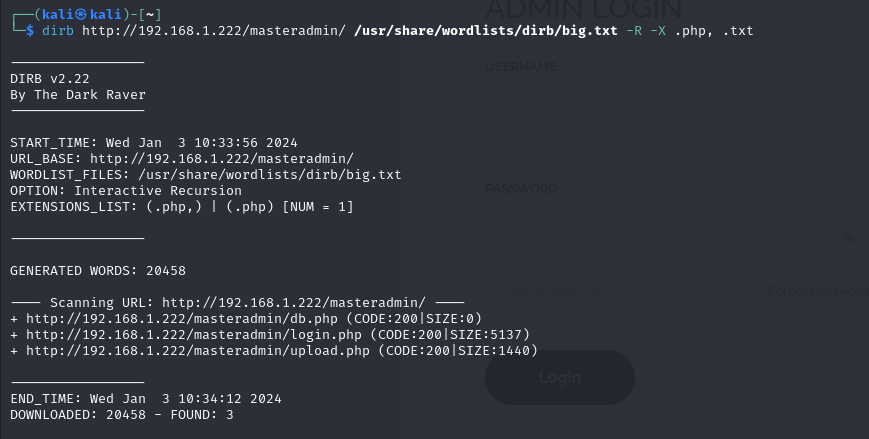 ┌──(kali㉿kali)-[~]
└─$ dirb http://192.168.1.222/masteradmin/ /usr/share/wordlists/dirb/big.txt -R -X .php, .txt
-----------------
DIRB v2.22
By The Dark Raver
-----------------
START_TIME: Wed Jan  3 10:33:56 2024
URL_BASE: http://192.168.1.222/masteradmin/
WORDLIST_FILES: /usr/share/wordlists/dirb/big.txt
OPTION: Interactive Recursion
EXTENSIONS_LIST: (.php,) | (.php) [NUM = 1]
-----------------
GENERATED WORDS: 20458
---- Scanning URL: http://192.168.1.222/masteradmin/ ----
+ http://192.168.1.222/masteradmin/db.php (CODE:200|SIZE:0)
+ http://192.168.1.222/masteradmin/login.php (CODE:200|SIZE:5137)
+ http://192.168.1.222/masteradmin/upload.php (CODE:200|SIZE:1440)
-----------------
END_TIME: Wed Jan  3 10:34:12 2024
DOWNLOADED: 20458 - FOUND: 3
ADMIN LOGIN
USERNAME
PASSWORD
Forgot Password
Login